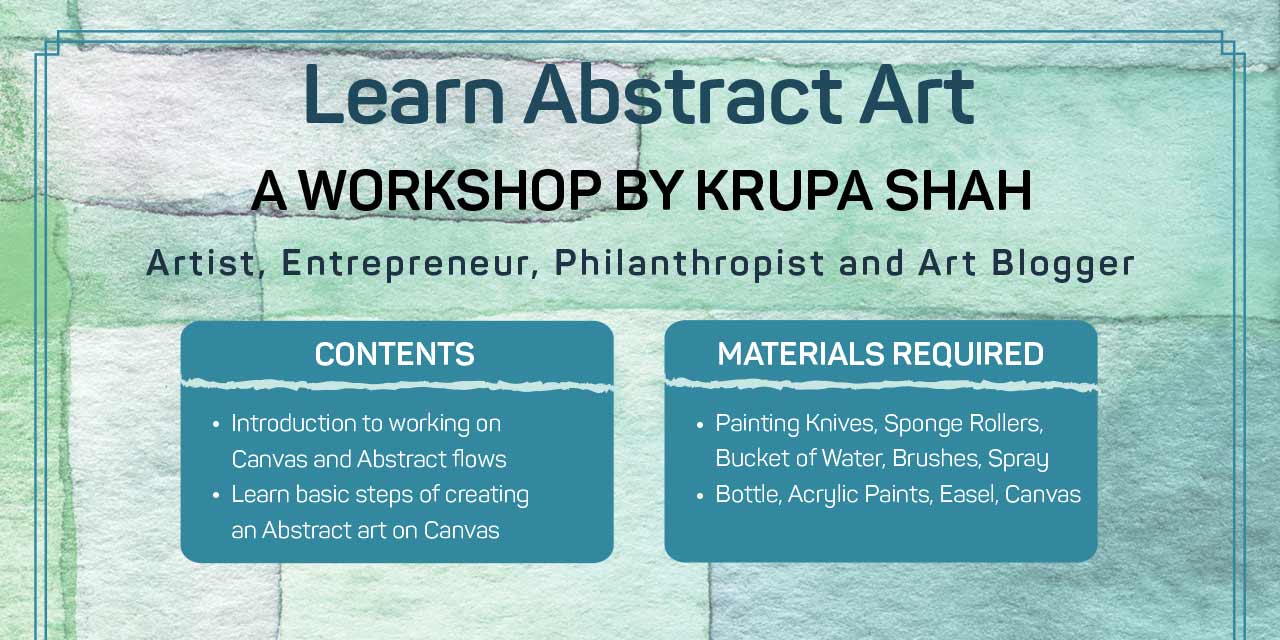 Learn Abstract Art
A WORKSHOP BY KRUPA SHAH
Artist, Entrepreneur, Philanthropist and Art Blogger
CONTENTS
• Introduction to working on
Canvas and Abstract flows
• Learn basic steps of creating
an Abstract art on Canvas
MATERIALS REQUIRED
• Painting Knives, Sponge Rollers,
Bucket of Water, Brushes, Spray
• Bottle, Acrylic Paints, Easel, Canvas